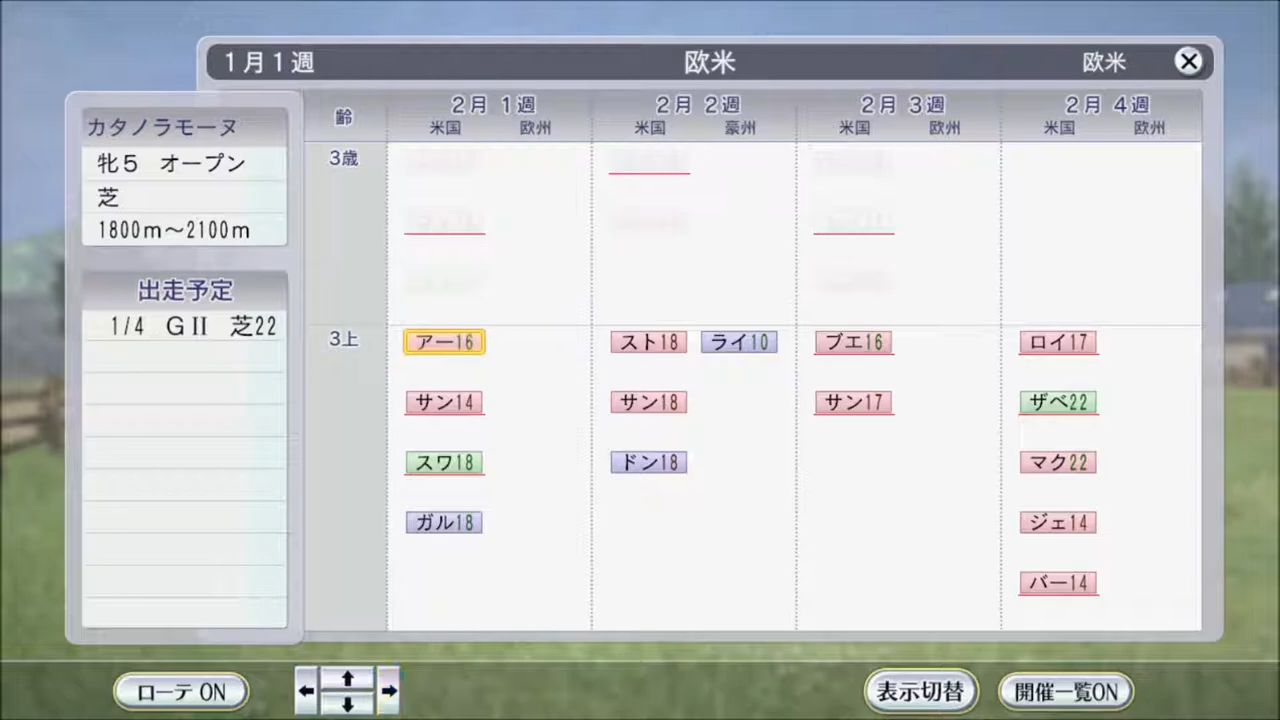 1月1週 欧米 欧米
カタノラモーヌ
牝5 オープン
芝
1800m～2100m
出走予定
1/4 GⅡ 芝22
齢 2月 1週 2月 2週 2月 3週 2月 4週
米国 欧州 米国 豪州 米国 欧州 米国 欧州
3歳
3上 アー16 スト18 ライ10 ブエ16 ロイ17
サン14 サン18 サン17 ザベ22
スワ18 ドン18 マク22
ガル18 ジェ14
バー14
ローテ ON 表示切替 開催一覧ON